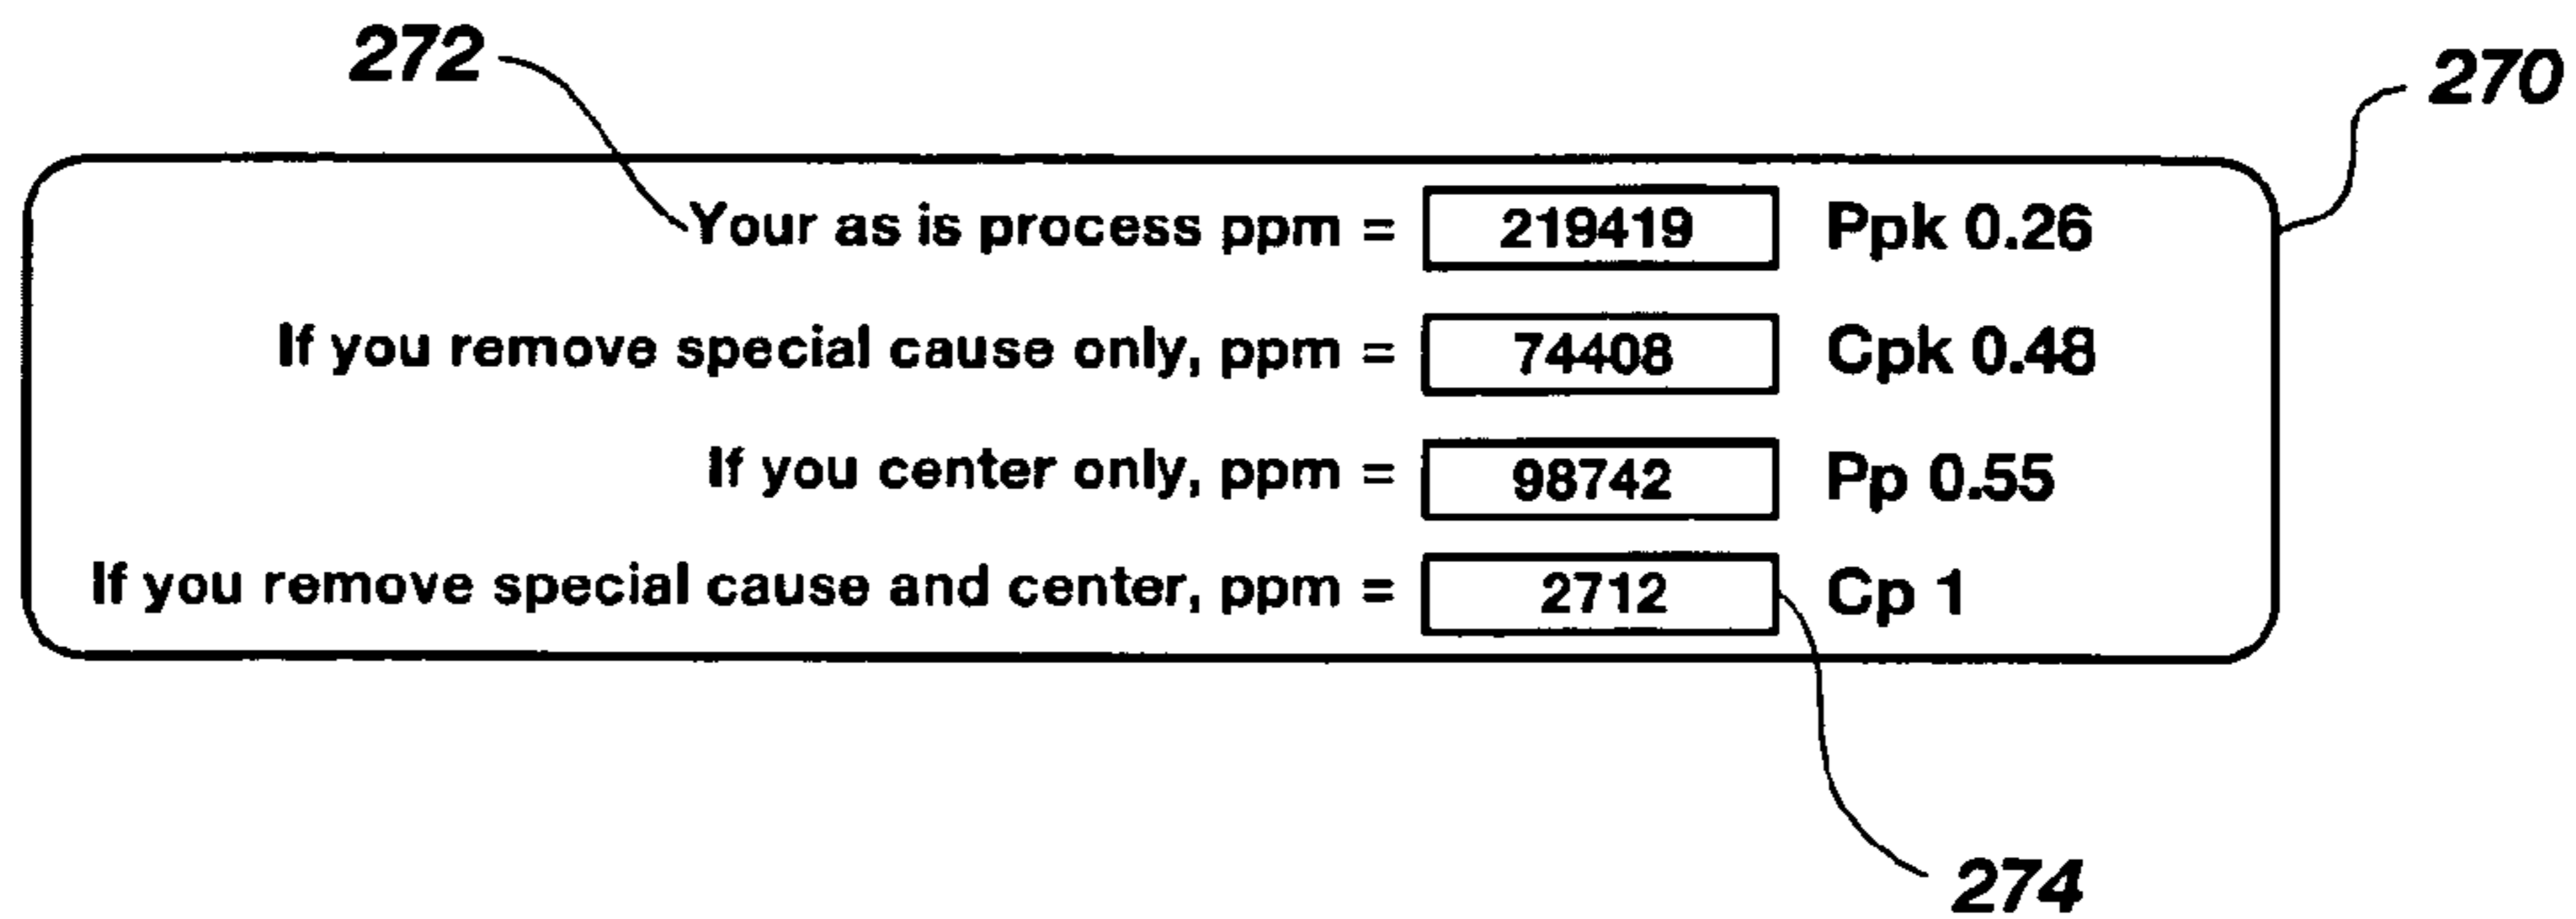 272
270
Your as is process ppm = 219419 Ppk 0.26
If you remove special cause only, ppm = 74408 Cpk 0.48
If you center only, ppm = 98742 Pp 0.55
If you remove special cause and center, ppm = 2712 Cp 1
274